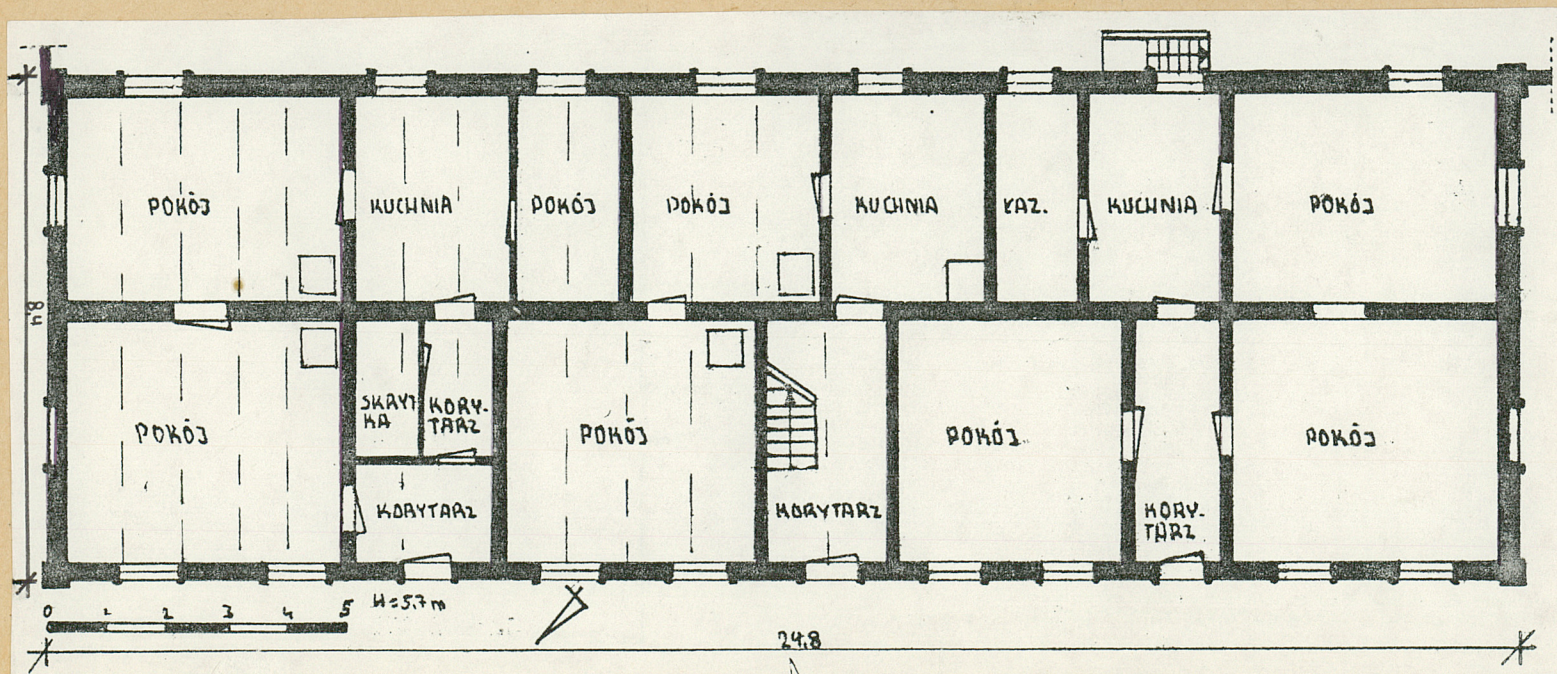 POKÓJ
KUCHNIA
POKÓJ
POKÓJ
KUCHNIA
ŁAZ.
KUCHNIA
POKÓJ
8,4
POKÓJ
SKRYT
KA
KORY-
TARZ
POKÓJ
POKÓJ
POKÓJ
KORYTARZ
KORYTARZ
KORY-
TARZ
0 1 2 3 4 5
H=5,7m
24,8